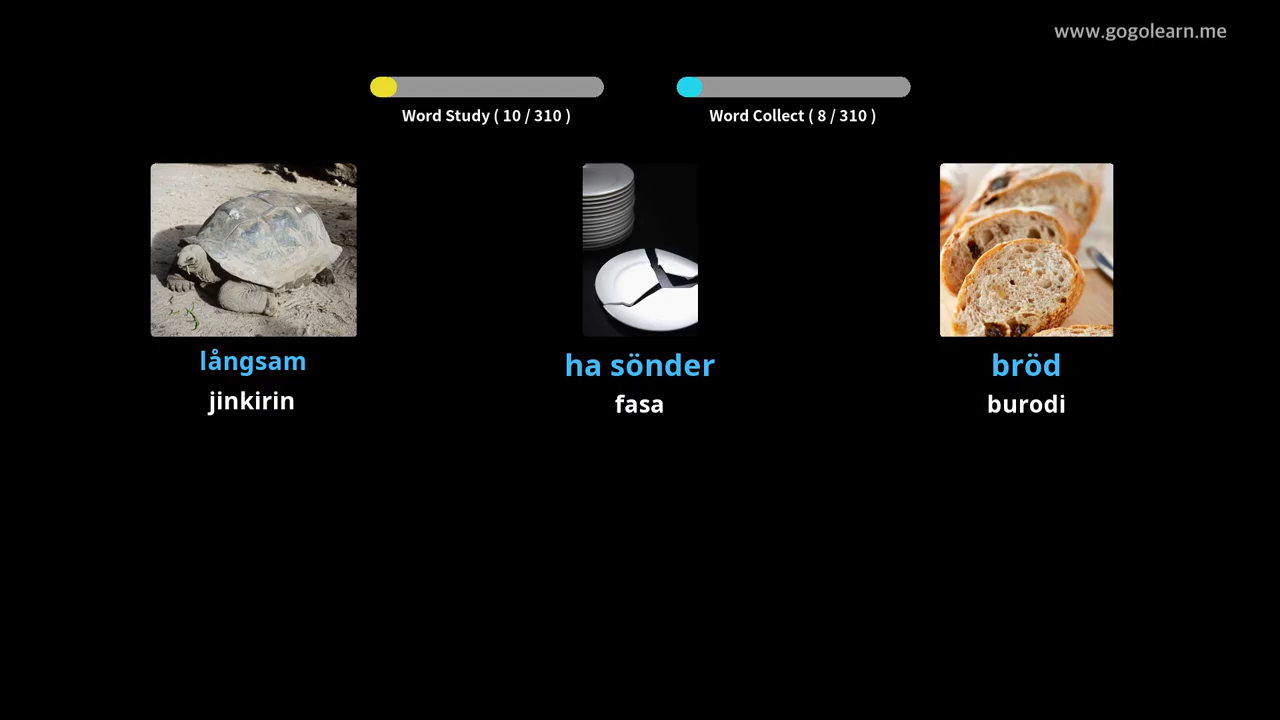 www.gogolearn.me
Word Study ( 10 / 310 )
Word Collect ( 8 / 310 )
långsam
jinkirin
ha sönder
fasa
bröd
burodi